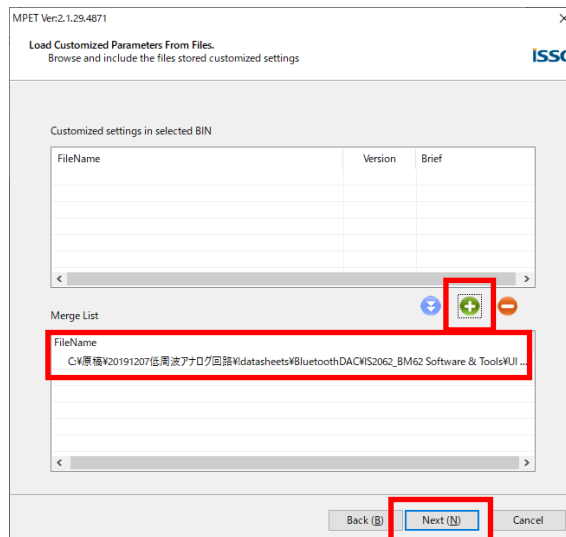 MPET Ver:2.1.29.4871
Load Customized Parameters From Files.
Browse and include the files stored customized settings
ISSC
Customized settings in selected BIN
FileName Version Brief
Merge List
FileName
C:¥原稿¥20191207低周波アナログ回路¥Idatasheets¥BluetoothDAC¥IS2062_BM62 Software & Tools¥UI ...
Back (B) Next (N) Cancel